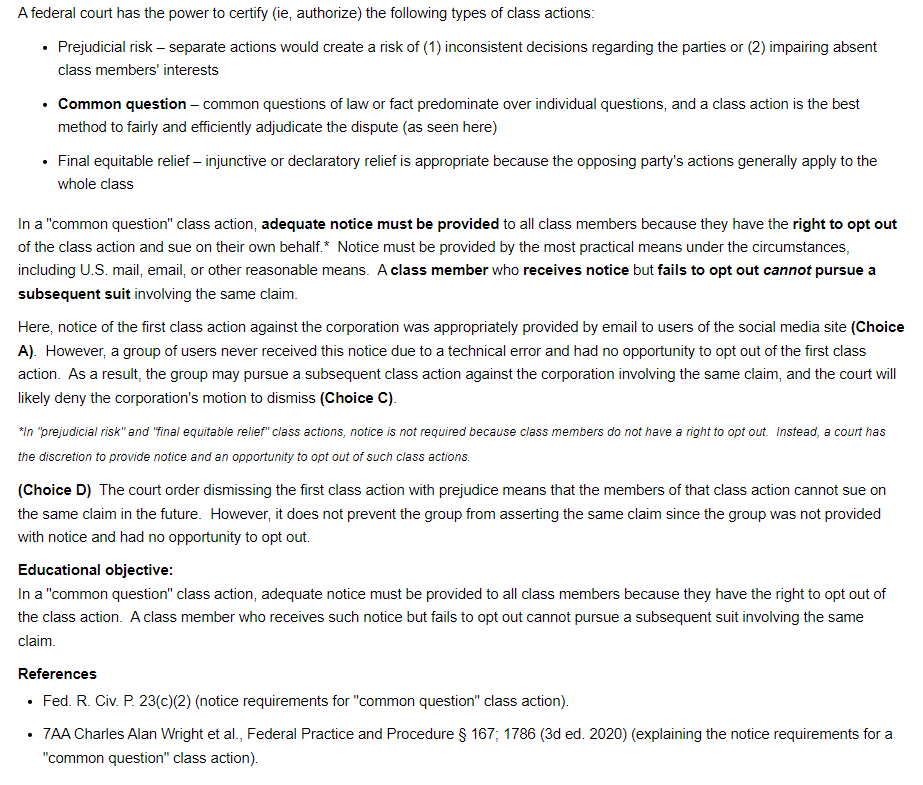 A federal court has the power to certify (ie, authorize) the following types of class actions:
• Prejudicial risk – separate actions would create a risk of (1) inconsistent decisions regarding the parties or (2) impairing absent
class members' interests
• Common question – common questions of law or fact predominate over individual questions, and a class action is the best
method to fairly and efficiently adjudicate the dispute (as seen here)
• Final equitable relief – injunctive or declaratory relief is appropriate because the opposing party's actions generally apply to the
whole class
In a "common question" class action, adequate notice must be provided to all class members because they have the right to opt out
of the class action and sue on their own behalf.* Notice must be provided by the most practical means under the circumstances,
including U.S. mail, email, or other reasonable means. A class member who receives notice but fails to opt out cannot pursue a
subsequent suit involving the same claim.
Here, notice of the first class action against the corporation was appropriately provided by email to users of the social media site (Choice
A). However, a group of users never received this notice due to a technical error and had no opportunity to opt out of the first class
action. As a result, the group may pursue a subsequent class action against the corporation involving the same claim, and the court will
likely deny the corporation's motion to dismiss (Choice C).
*In "prejudicial risk" and "final equitable relief" class actions, notice is not required because class members do not have a right to opt out. Instead, a court has
the discretion to provide notice and an opportunity to opt out of such class actions.
(Choice D) The court order dismissing the first class action with prejudice means that the members of that class action cannot sue on
the same claim in the future. However, it does not prevent the group from asserting the same claim since the group was not provided
with notice and had no opportunity to opt out.
Educational objective:
In a "common question" class action, adequate notice must be provided to all class members because they have the right to opt out of
the class action. A class member who receives such notice but fails to opt out cannot pursue a subsequent suit involving the same
claim.
References
• Fed. R. Civ. P. 23(c)(2) (notice requirements for "common question" class action).
• 7AA Charles Alan Wright et al., Federal Practice and Procedure § 167; 1786 (3d ed. 2020) (explaining the notice requirements for a
"common question" class action).